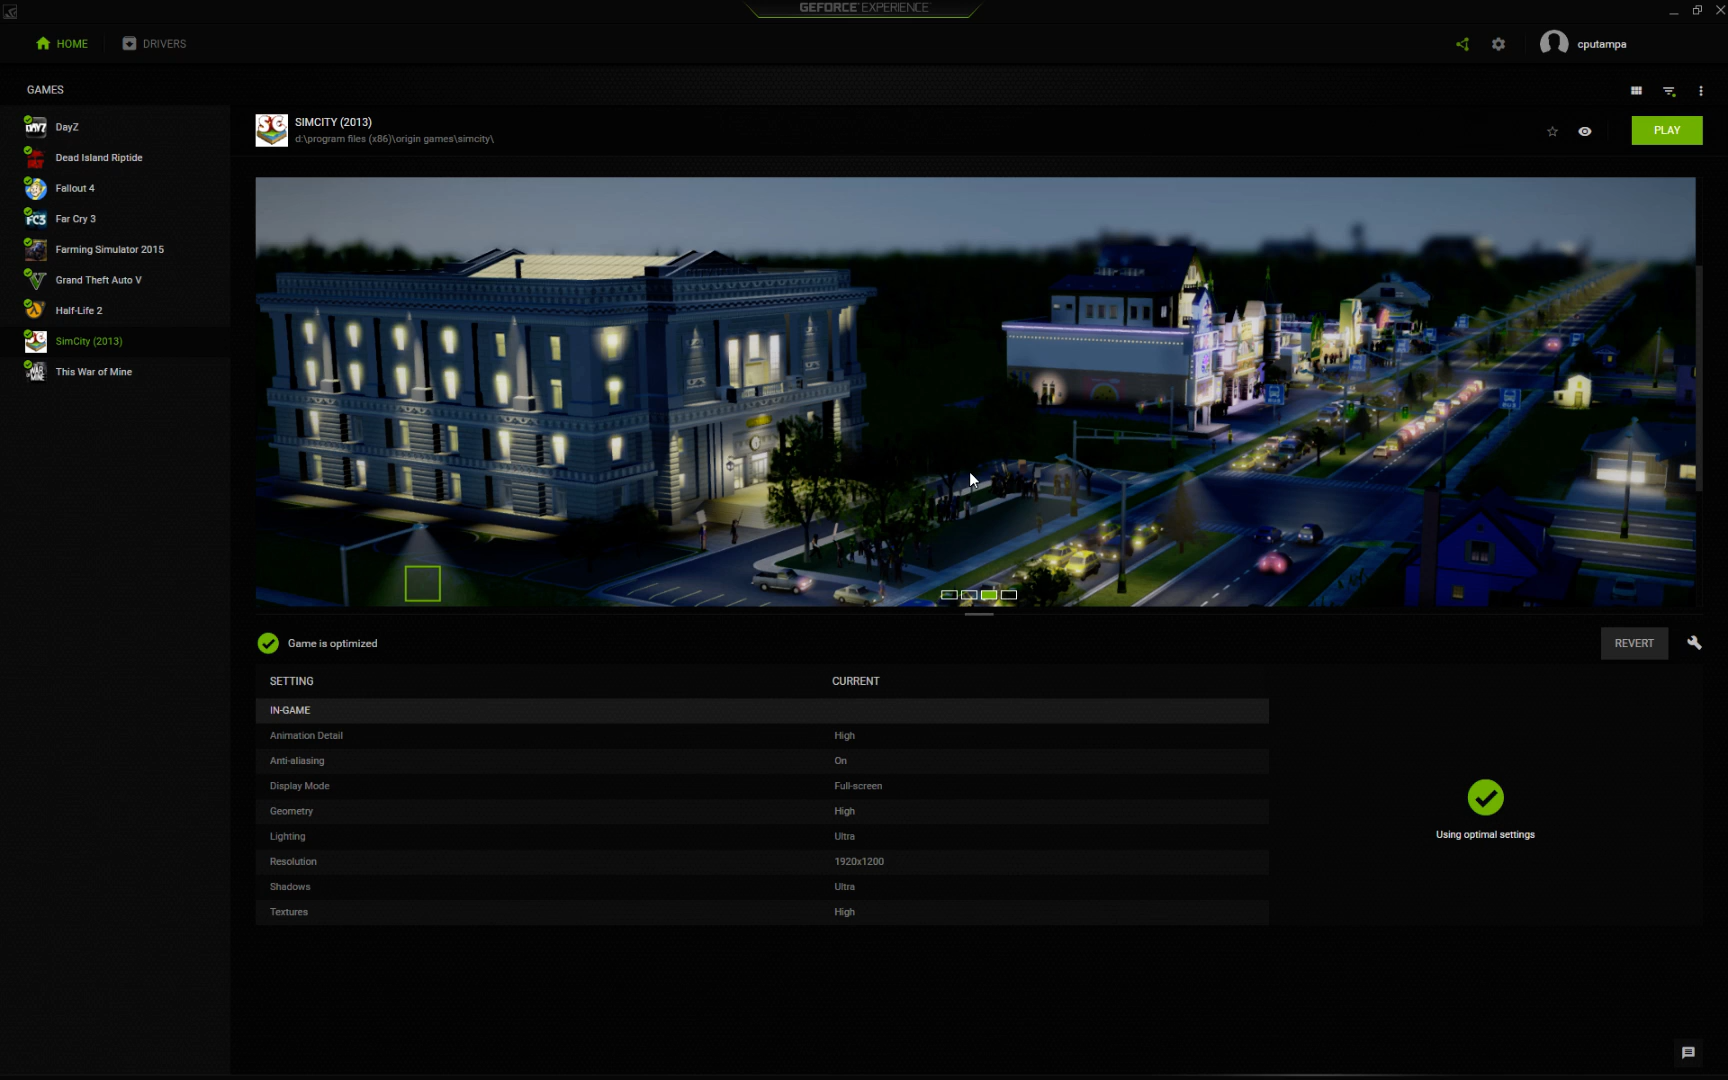 GEFORCE EXPERIENCE
HOME
DRIVERS
cputampa
GAMES
DayZ
Dead Island Riptide
Fallout 4
Far Cry 3
Farming Simulator 2015
Grand Theft Auto V
Half-Life 2
SimCity (2013)
This War of Mine
SIMCITY (2013)
d:\program files (x86)\origin games\simcity\
PLAY
Game is optimized
REVERT
SETTING CURRENT
IN-GAME
Animation Detail High
Anti-aliasing On
Display Mode Full-screen
Geometry High
Lighting Ultra
Resolution 1920x1200
Shadows Ultra
Textures High
Using optimal settings